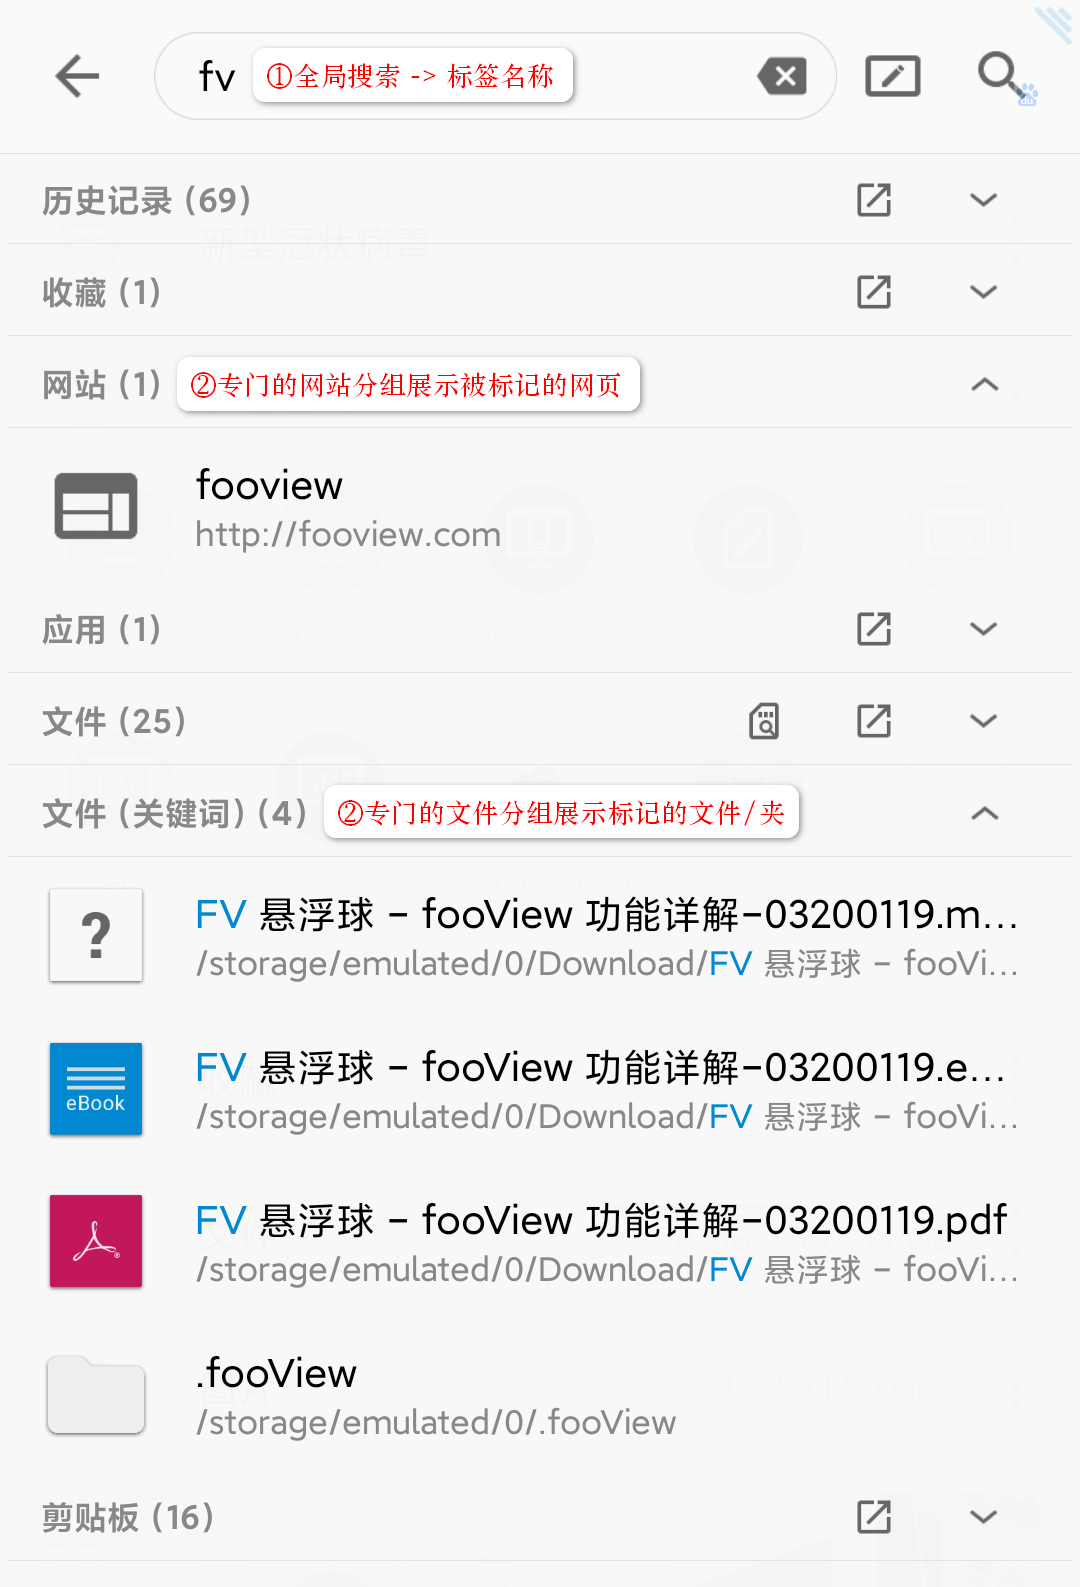 fv ①全局搜索 -> 标签名称
du
历史记录 (69)
新型冠状病毒
收藏 (1)
网站 (1) ②专门的网站分组展示被标记的网页
fooview
http://fooview.com
应用 (1)
文件 (25)
文件 (关键词) (4) ②专门的文件分组展示标记的文件/夹
FV 悬浮球 - fooView 功能详解-03200119.m...
/storage/emulated/0/Download/FV 悬浮球 - fooVi...
eBook
FV 悬浮球 - fooView 功能详解-03200119.e...
/storage/emulated/0/Download/FV 悬浮球 - fooVi...
FV 悬浮球 - fooView 功能详解-03200119.pdf
/storage/emulated/0/Download/FV 悬浮球 - fooVi...
.fooView
/storage/emulated/0/.fooView
剪贴板 (16)